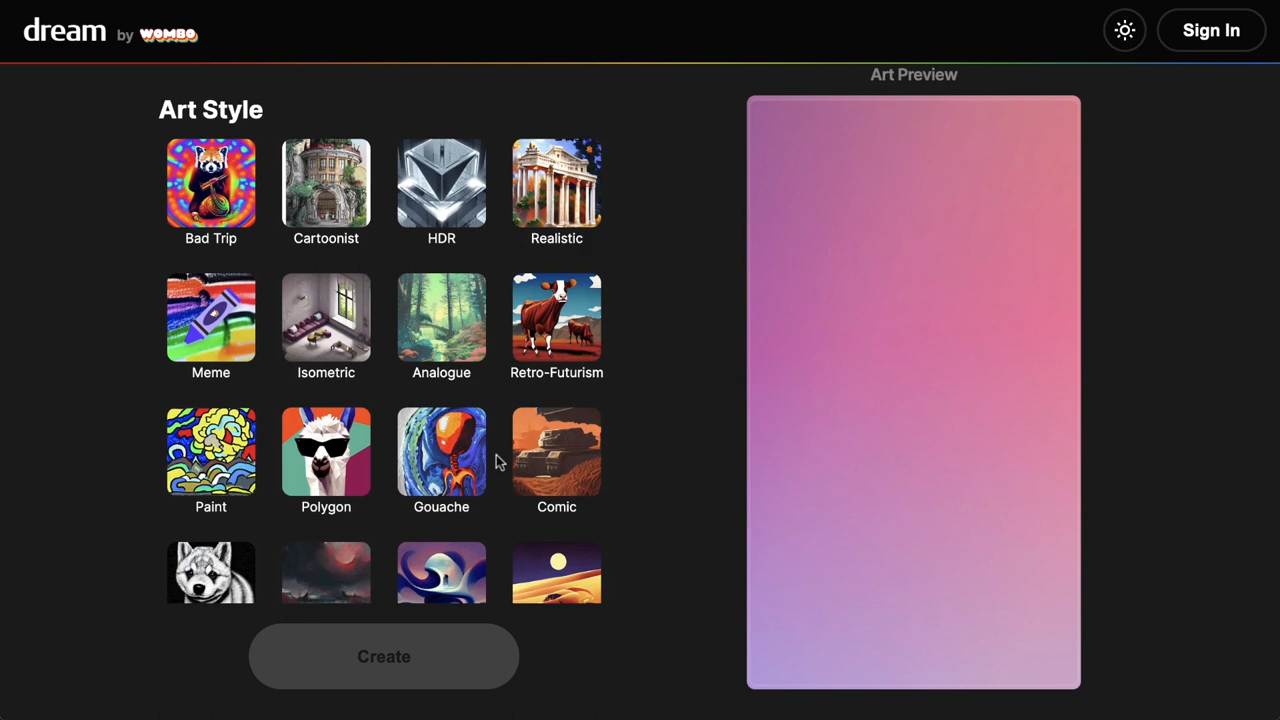 dream by WOMBO
Sign In
Art Preview
Art Style
Bad Trip
Cartoonist
HDR
Realistic
Meme
Isometric
Analogue
Retro-Futurism
Paint
Polygon
Gouache
Comic
Create